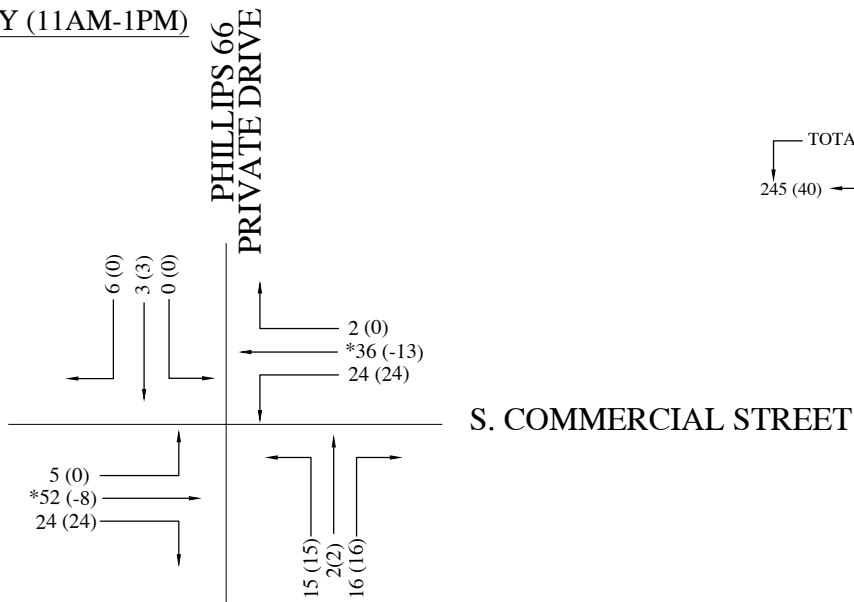 Y (11AM-1PM)
PHILLIPS 66
PRIVATE DRIVE
TOTA
245 (40)
6 (0)
3 (3)
0 (0)
2 (0)
*36 (-13)
24 (24)
S. COMMERCIAL STREET
5 (0)
*52 (-8)
24 (24)
15 (15)
2(2)
16 (16)